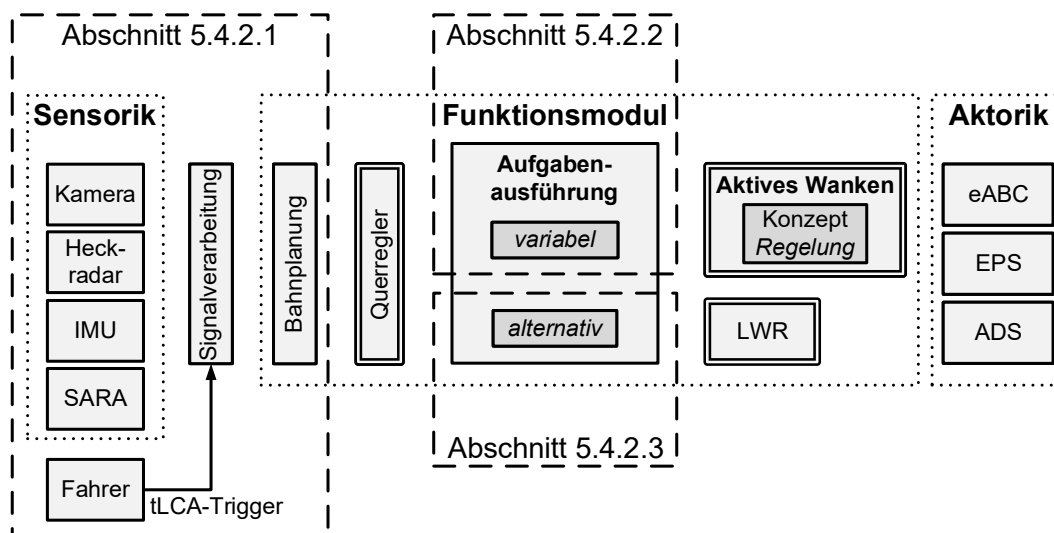 Abschnitt 5.4.2.1
Abschnitt 5.4.2.2
Sensorik
Funktionsmodul
Aktorik
Kamera
Heck-
radar
IMU
SARA
Fahrer
tLCA-Trigger
Signalverarbeitung
Bahnplanung
Querregler
Aufgaben-
ausführung
variabel
alternativ
Abschnitt 5.4.2.3
Aktives Wanken
Konzept
Regelung
LWR
eABC
EPS
ADS